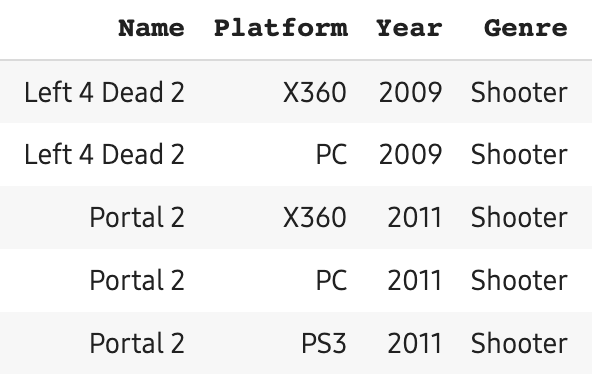 Name Platform Year Genre
Left 4 Dead 2 X360 2009 Shooter
Left 4 Dead 2 PC 2009 Shooter
Portal 2 X360 2011 Shooter
Portal 2 PC 2011 Shooter
Portal 2 PS3 2011 Shooter